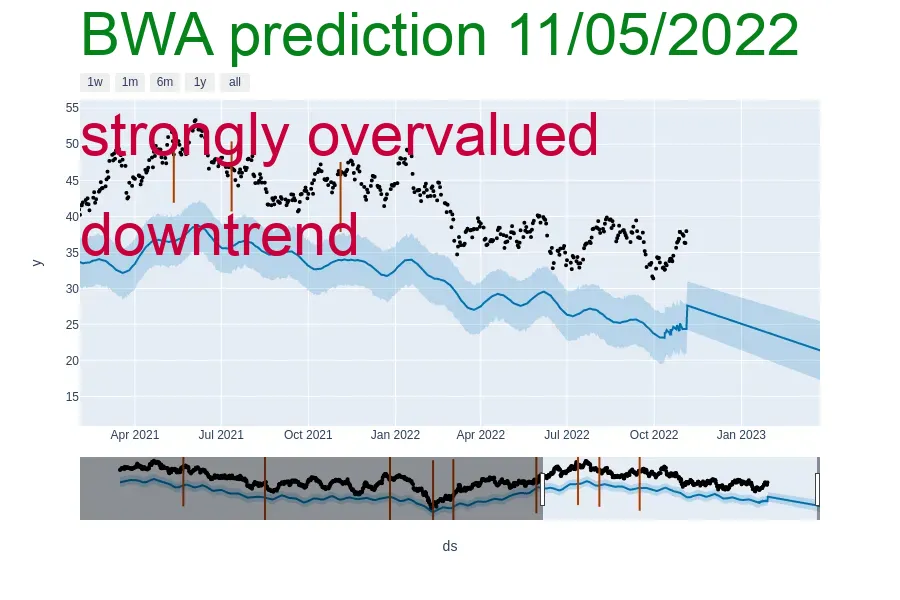 BWA prediction 11/05/2022
1w 1m 6m 1y all
strongly overvalued
downtrend
y
55
50
45
40
35
30
25
20
15
Apr 2021 Jul 2021 Oct 2021 Jan 2022 Apr 2022 Jul 2022 Oct 2022 Jan 2023
ds